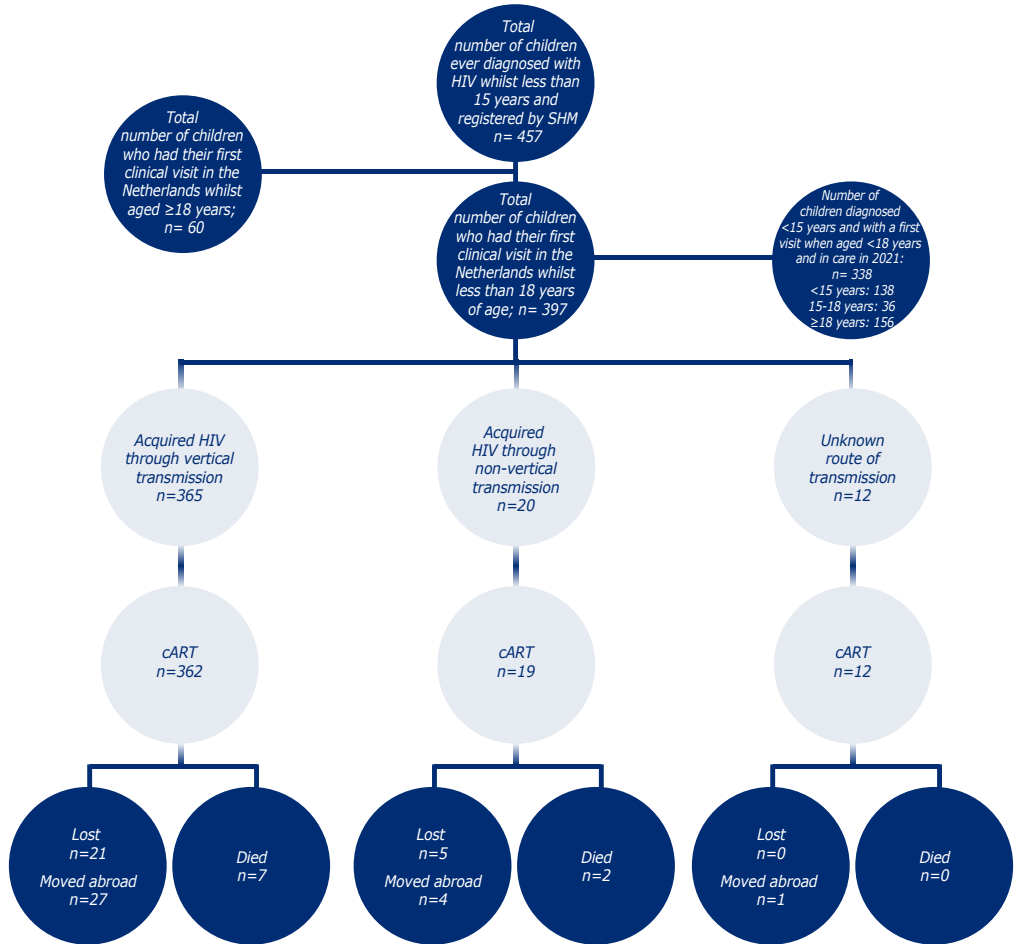 Total
number of children
ever diagnosed with
HIV whilst less than
15 years and
registered by SHM
n= 457
Total
number of children
who had their first
clinical visit in the
Netherlands whilst
aged ≥18 years;
n= 60
Total
number of children
who had their first
clinical visit in the
Netherlands whilst
less than 18 years
of age; n= 397
Number of
children diagnosed
<15 years and with a first
visit when aged <18 years
and in care in 2021:
n= 338
<15 years: 138
15-18 years: 36
≥18 years: 156
Acquired HIV
through vertical
transmission
n=365
Acquired
HIV through
non-vertical
transmission
n=20
Unknown
route of
transmission
n=12
cART
n=362
cART
n=19
cART
n=12
Lost
n=21
Moved abroad
n=27
Died
n=7
Lost
n=5
Moved abroad
n=4
Died
n=2
Lost
n=0
Moved abroad
n=1
Died
n=0